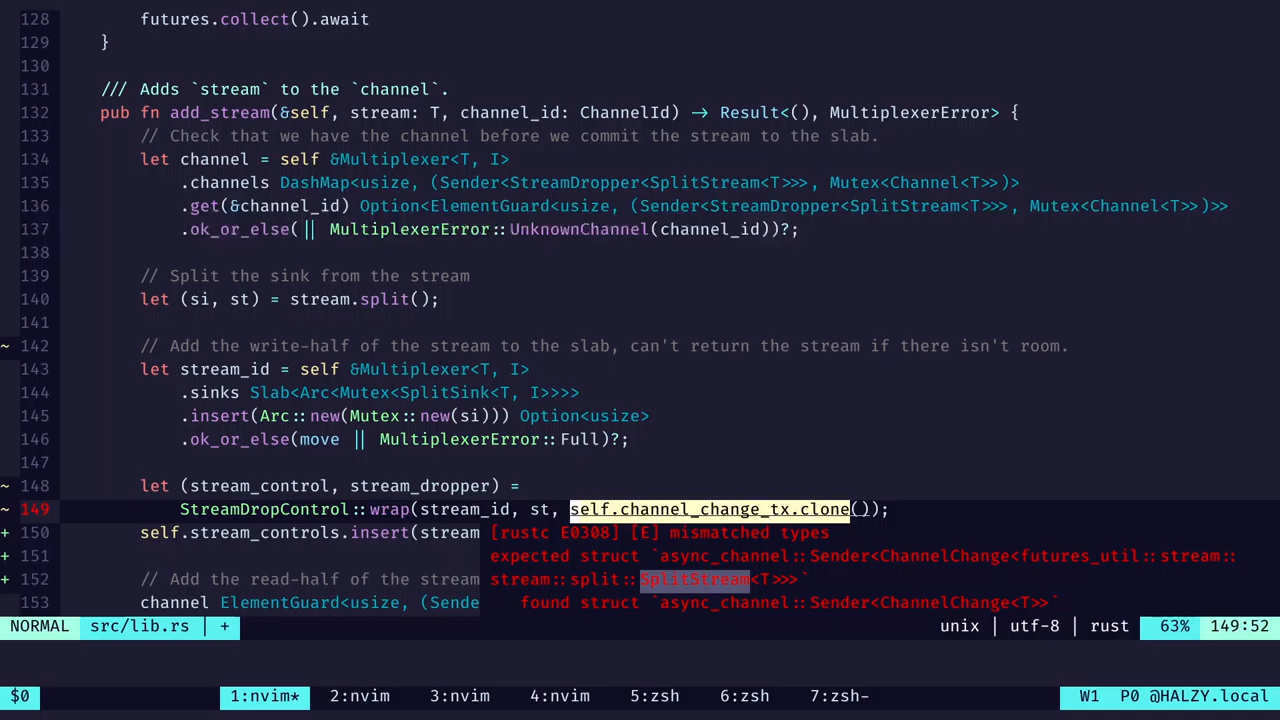 128 futures.collect().await
129 }
130
131 /// Adds `stream` to the `channel`.
132 pub fn add_stream(&self, stream: T, channel_id: ChannelId) -> Result<(), MultiplexerError> {
133 // Check that we have the channel before we commit the stream to the slab.
134 let channel = self &Multiplexer<T, I>
135 .channels DashMap<usize, (Sender<StreamDropper<SplitStream<T>>>, Mutex<Channel<T>>)>
136 .get(&channel_id) Option<ElementGuard<usize, (Sender<StreamDropper<SplitStream<T>>>, Mutex<Channel<T>>)>>
137 .ok_or_else(|| MultiplexerError::UnknownChannel(channel_id))?;
138
139 // Split the sink from the stream
140 let (si, st) = stream.split();
141
~ 142 // Add the write-half of the stream to the slab, can't return the stream if there isn't room.
143 let stream_id = self &Multiplexer<T, I>
144 .sinks Slab<Arc<Mutex<SplitSink<T, I>>>>
145 .insert(Arc::new(Mutex::new(si))) Option<usize>
146 .ok_or_else(move || MultiplexerError::Full)?;
147
~ 148 let (stream_control, stream_dropper) =
~ 149 StreamDropControl::wrap(stream_id, st, self.channel_change_tx.clone());
+ 150 self.stream_controls.insert(stream [rustc E0308] [E] mismatched types
+ 151 expected struct `async_channel::Sender<ChannelChange<futures_util::stream::
+ 152 // Add the read-half of the stream stream::split::SplitStream<T>>>`
153 channel ElementGuard<usize, (Sende found struct `async_channel::Sender<ChannelChange<T>>`
NORMAL src/lib.rs | + unix | utf-8 | rust 63% 149:52
$0 1:nvim* 2:nvim 3:nvim 4:nvim 5:zsh 6:zsh 7:zsh- W1 P0 @HALZY.local